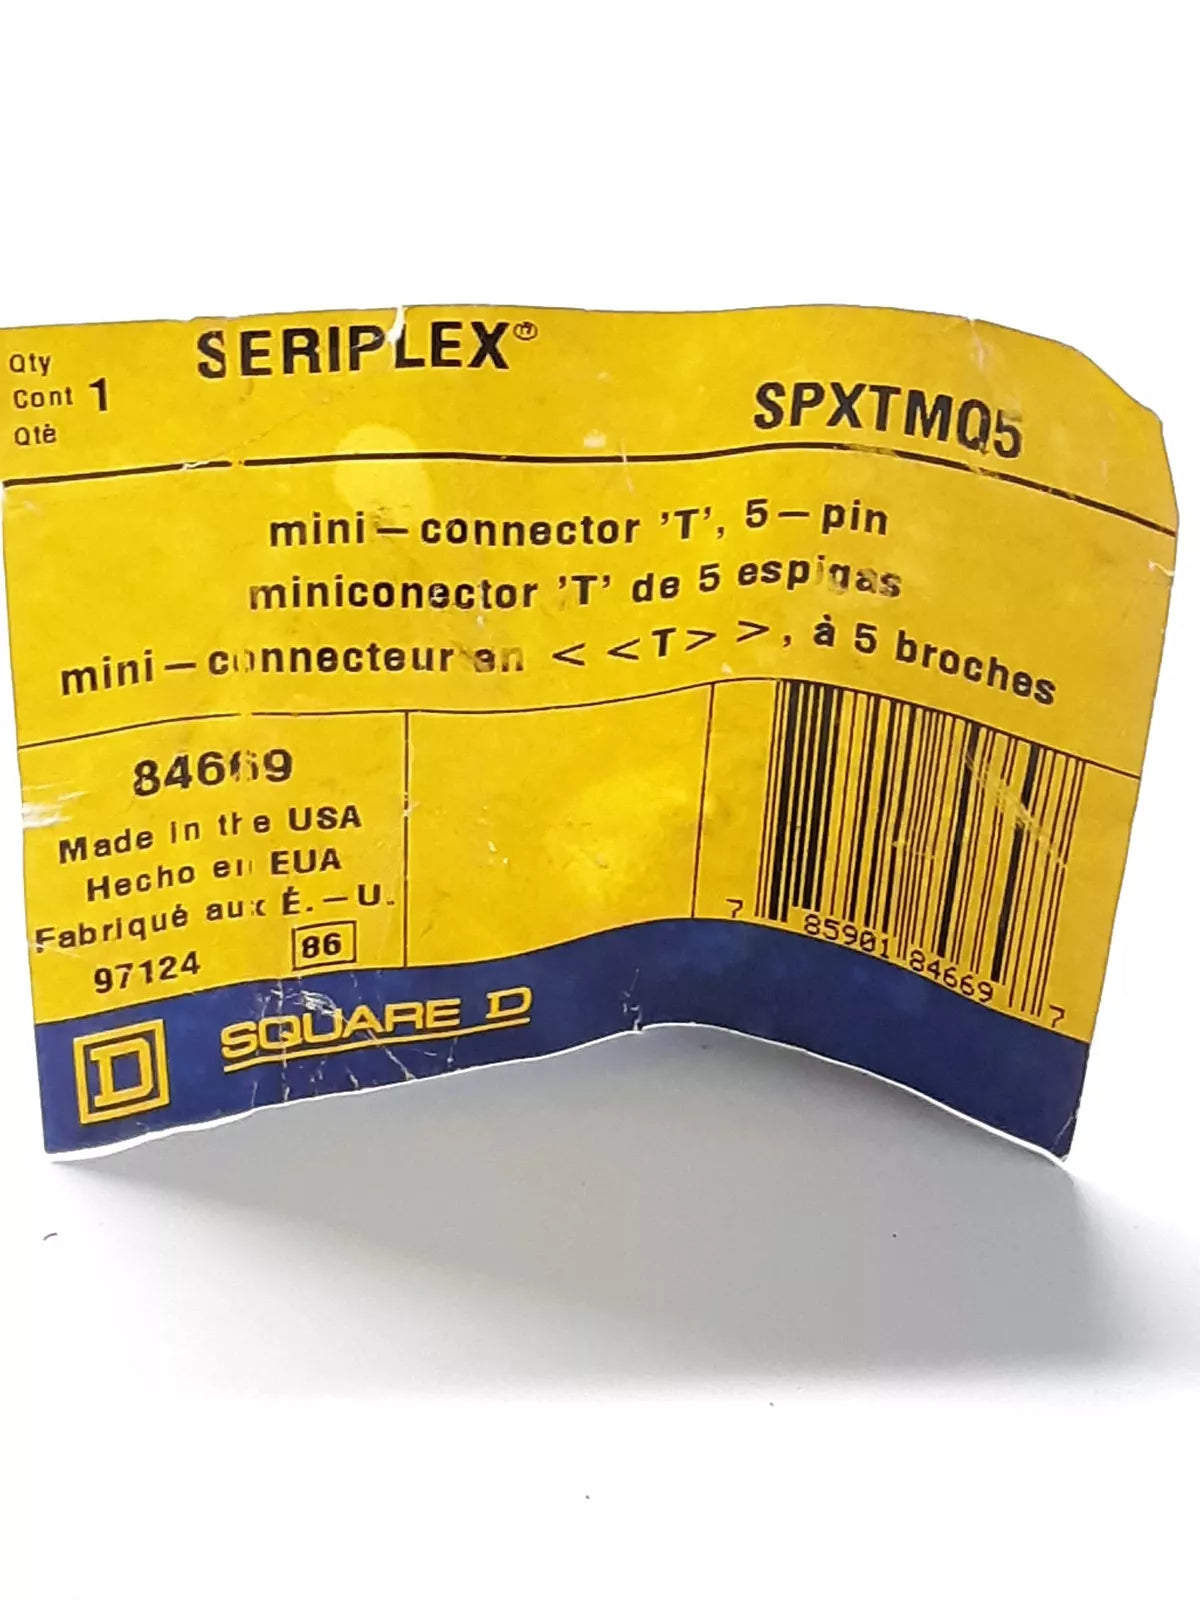 Qty
Cont 1
Qtè
SERIPLEX®
SPXTMQ5
mini-connector 'T', 5-pin
miniconector 'T' de 5 espigas
mini-connecteur en < <T> >, à 5 broches
84669
Made in the USA
Hecho en EUA
Fabriqué aux É.-U.
97124 86
7 85901 84669 7
D SQUARE D